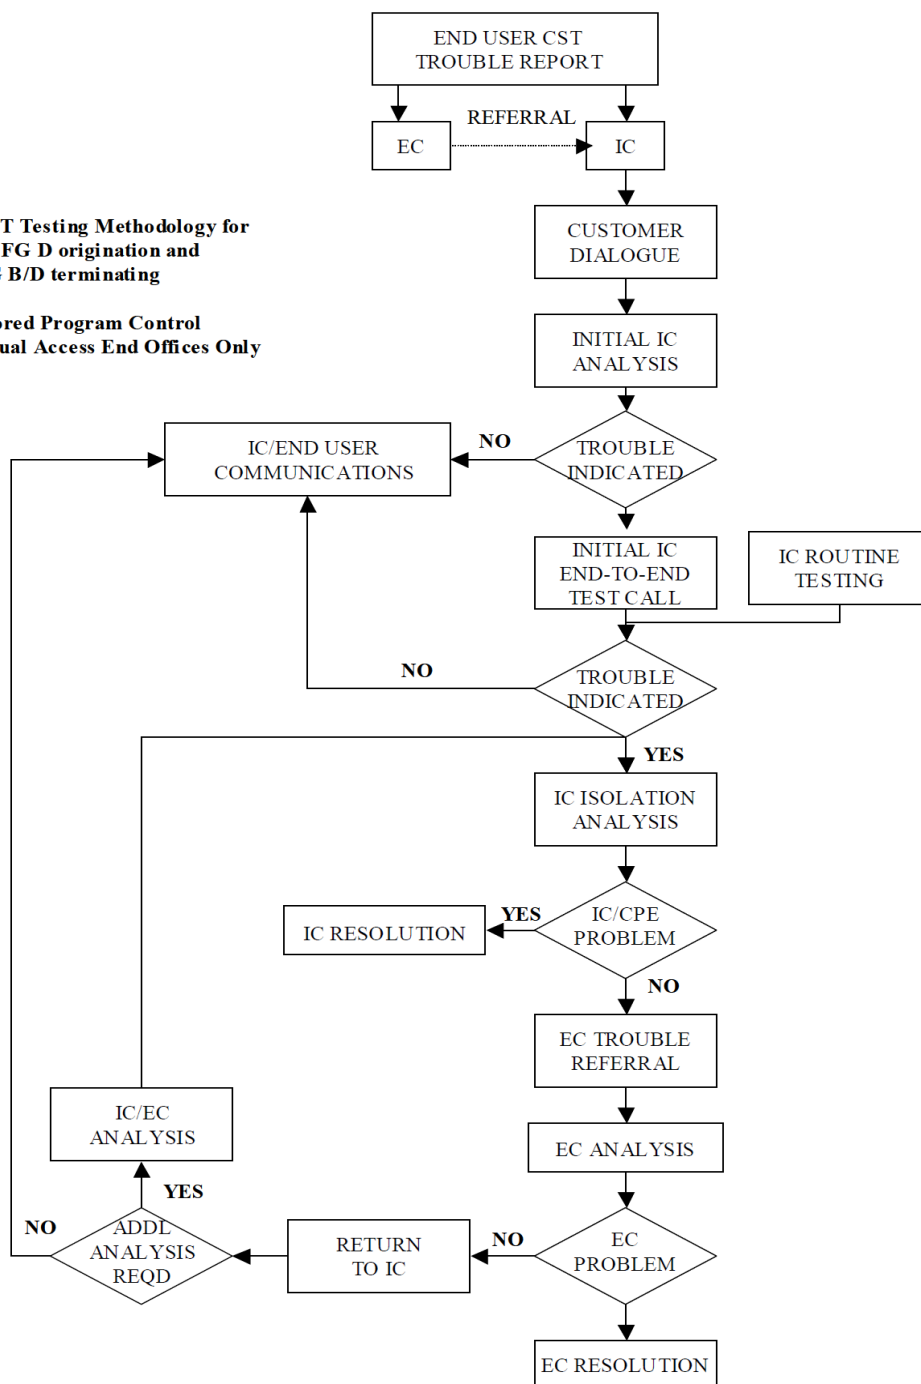 END USER CST
TROUBLE REPORT
REFERRAL
EC
IC
T Testing Methodology for
FG D origination and
B/D terminating
CUSTOMER
DIALOGUE
ored Program Control
ual Access End Offices Only
INITIAL IC
ANALYSIS
IC/END USER
COMMUNICATIONS
NO
TROUBLE
INDICATED
INITIAL IC
END-TO-END
TEST CALL
IC ROUTINE
TESTING
NO
TROUBLE
INDICATED
YES
IC ISOLATION
ANALYSIS
IC RESOLUTION
YES
IC/CPE
PROBLEM
NO
EC TROUBLE
REFERRAL
IC/EC
ANALYSIS
EC ANALYSIS
YES
NO
ADDL
ANALYSIS
REQD
RETURN
TO IC
NO
EC
PROBLEM
EC RESOLUTION